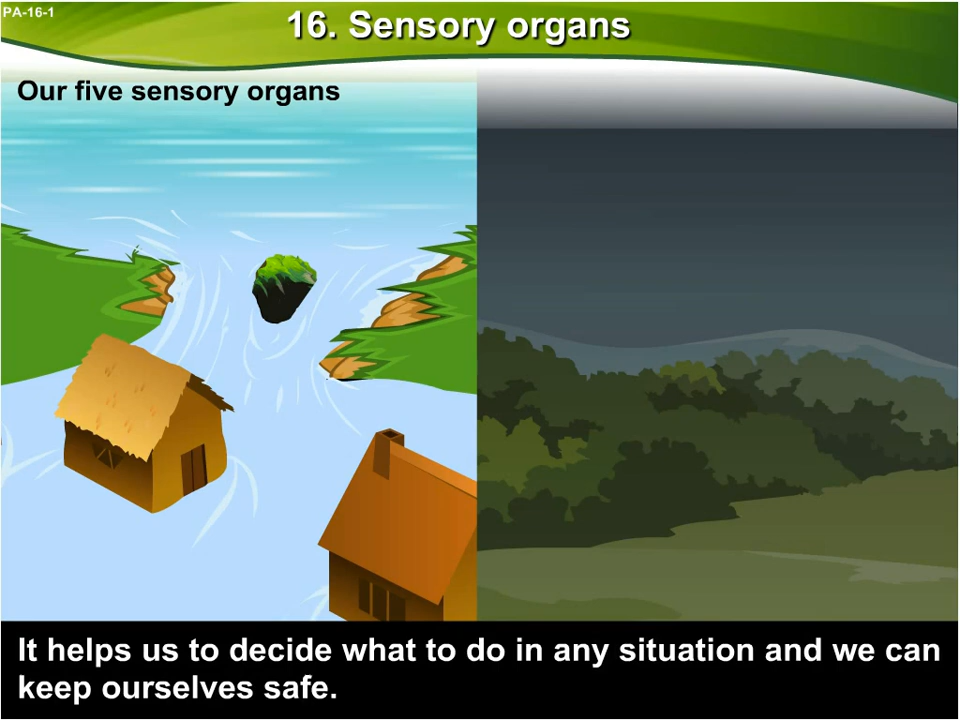 PA-16-1
16. Sensory organs
Our five sensory organs
It helps us to decide what to do in any situation and we can
keep ourselves safe.